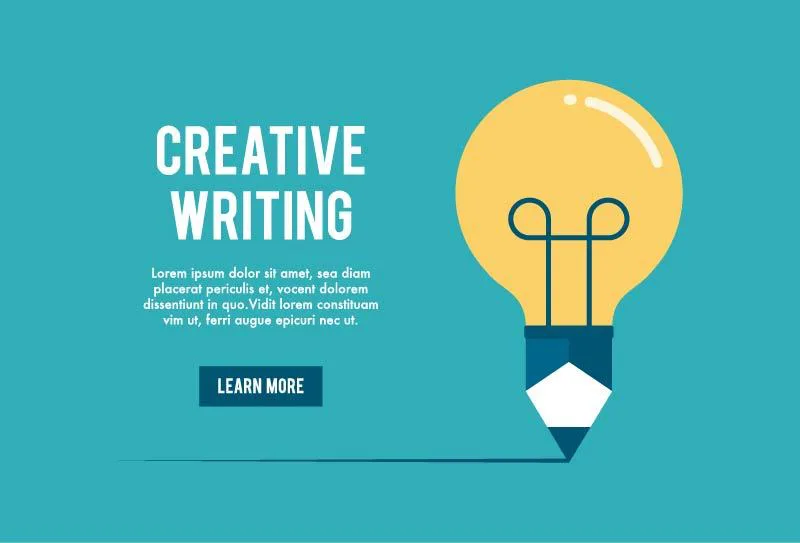 CREATIVE
WRITING
Lorem ipsum dolor sit amet, sea diam
placerat periculis et, vocent dolorem
dissentiunt in quo.Vidit lorem constituam
vim ut, ferri augue epicuri nec ut.
LEARN MORE